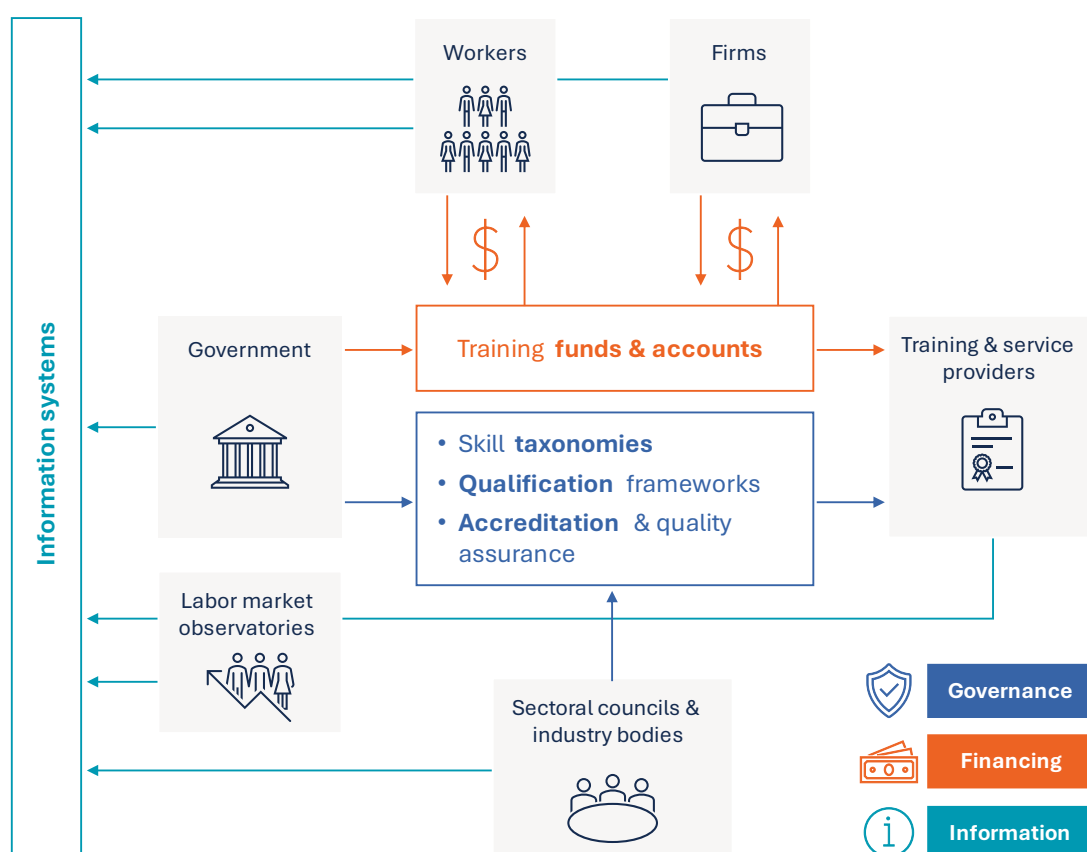 Workers
Firms
$
$
Information systems
Government
Training funds & accounts
Training & service
providers
• Skill taxonomies
• Qualification frameworks
• Accreditation & quality
assurance
Labor market
observatories
Sectoral councils &
industry bodies
Governance
Financing
i Information